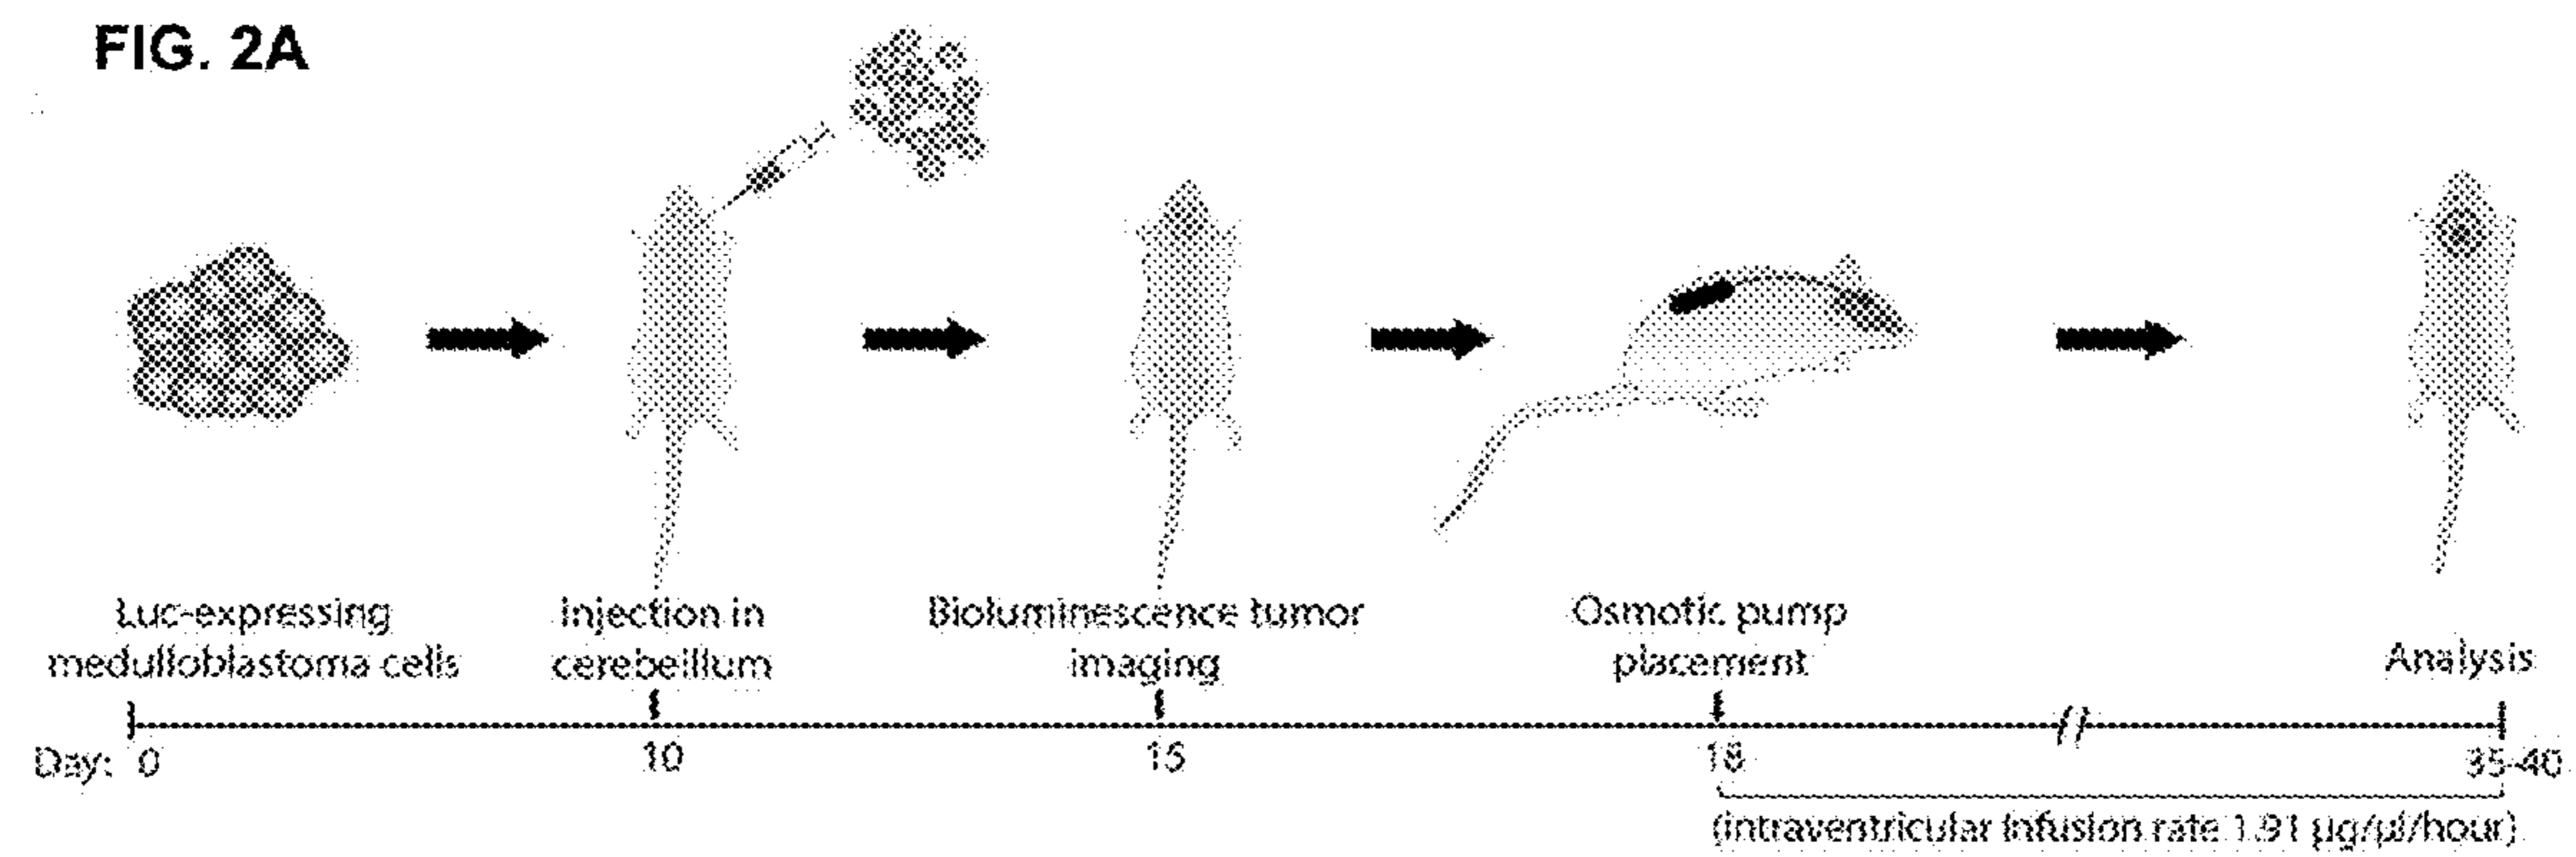 FIG. 2A
Luc-expressing
medulloblastoma cells
Injection in
cerebellum
Bioluminescence tumor
imaging
Osmotic pump
placement
Analysis
Day: 0
10
15
18
35-40
(intraventricular infusion rate 1.91 µg/µl/hour)